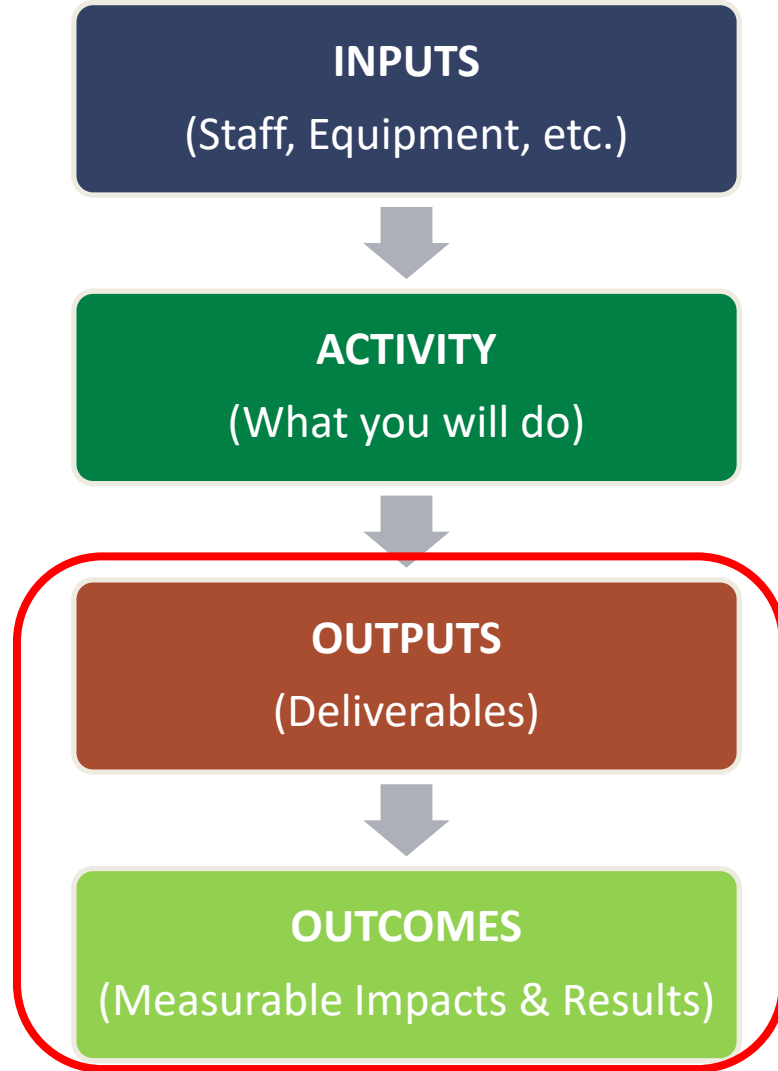 INPUTS
(Staff, Equipment, etc.)
ACTIVITY
(What you will do)
OUTPUTS
(Deliverables)
OUTCOMES
(Measurable Impacts & Results)